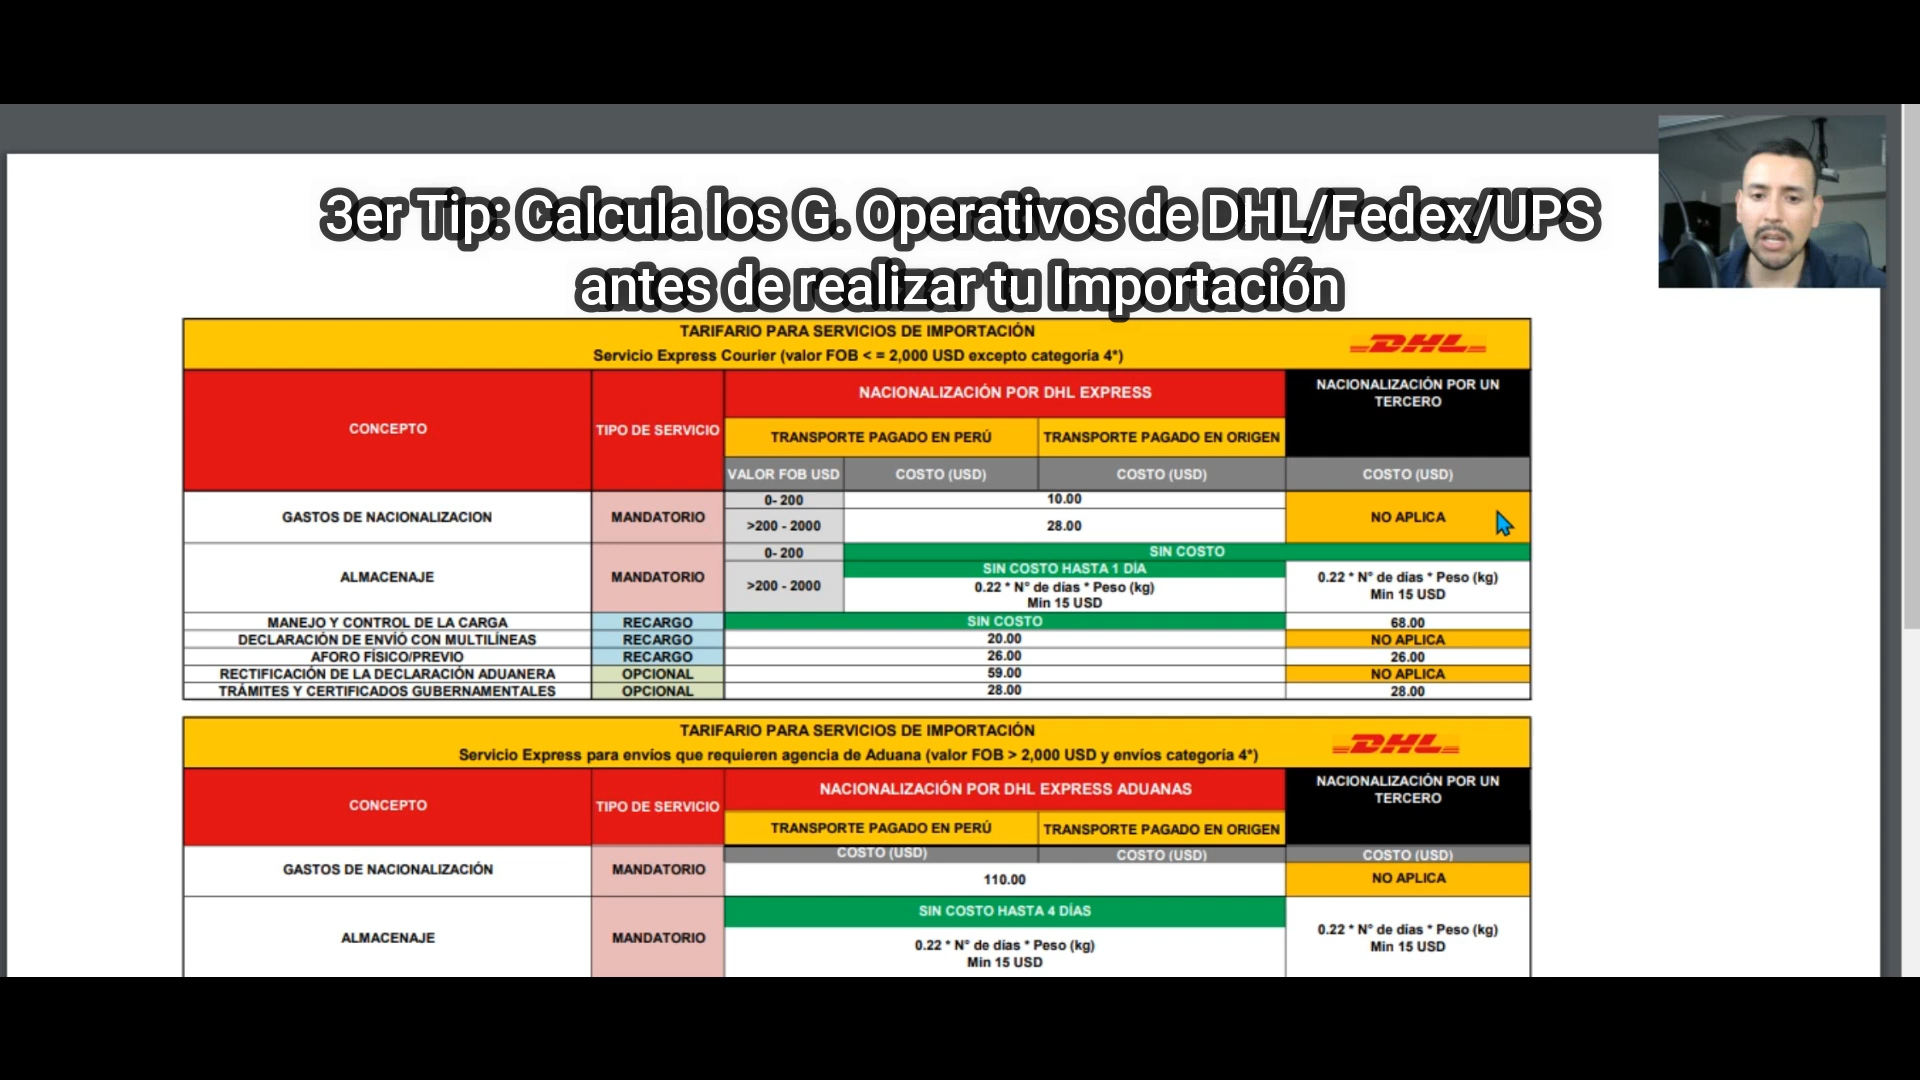 3er Tip: Calcula los G. Operativos de DHL/Fedex/UPS
antes de realizar tu Importación
TARIFARIO PARA SERVICIOS DE IMPORTACIÓN
Servicio Express Courier (valor FOB < = 2,000 USD excepto categoría 4*)
DHL
CONCEPTO
TIPO DE SERVICIO
NACIONALIZACIÓN POR DHL EXPRESS
NACIONALIZACIÓN POR UN
TERCERO
TRANSPORTE PAGADO EN PERÚ
TRANSPORTE PAGADO EN ORIGEN
VALOR FOB USD
COSTO (USD)
COSTO (USD)
COSTO (USD)
GASTOS DE NACIONALIZACION
MANDATORIO
0- 200
10.00
>200 - 2000
28.00
NO APLICA
ALMACENAJE
MANDATORIO
0- 200
SIN COSTO
>200 - 2000
SIN COSTO HASTA 1 DÍA
0.22 * N° de días * Peso (kg)
Min 15 USD
0.22 * N° de días * Peso (kg)
Min 15 USD
MANEJO Y CONTROL DE LA CARGA RECARGO SIN COSTO 68.00
DECLARACIÓN DE ENVÍO CON MULTILÍNEAS RECARGO 20.00 NO APLICA
AFORO FÍSICO/PREVIO RECARGO 26.00 26.00
RECTIFICACIÓN DE LA DECLARACIÓN ADUANERA OPCIONAL 59.00 NO APLICA
TRÁMITES Y CERTIFICADOS GUBERNAMENTALES OPCIONAL 28.00 28.00
TARIFARIO PARA SERVICIOS DE IMPORTACIÓN
Servicio Express para envíos que requieren agencia de Aduana (valor FOB > 2,000 USD y envíos categoría 4*)
DHL
CONCEPTO
TIPO DE SERVICIO
NACIONALIZACIÓN POR DHL EXPRESS ADUANAS
NACIONALIZACIÓN POR UN
TERCERO
TRANSPORTE PAGADO EN PERÚ
TRANSPORTE PAGADO EN ORIGEN
COSTO (USD)
COSTO (USD)
COSTO (USD)
GASTOS DE NACIONALIZACIÓN
MANDATORIO
110.00
NO APLICA
ALMACENAJE
MANDATORIO
SIN COSTO HASTA 4 DÍAS
0.22 * N° de días * Peso (kg)
Min 15 USD
0.22 * N° de días * Peso (kg)
Min 15 USD